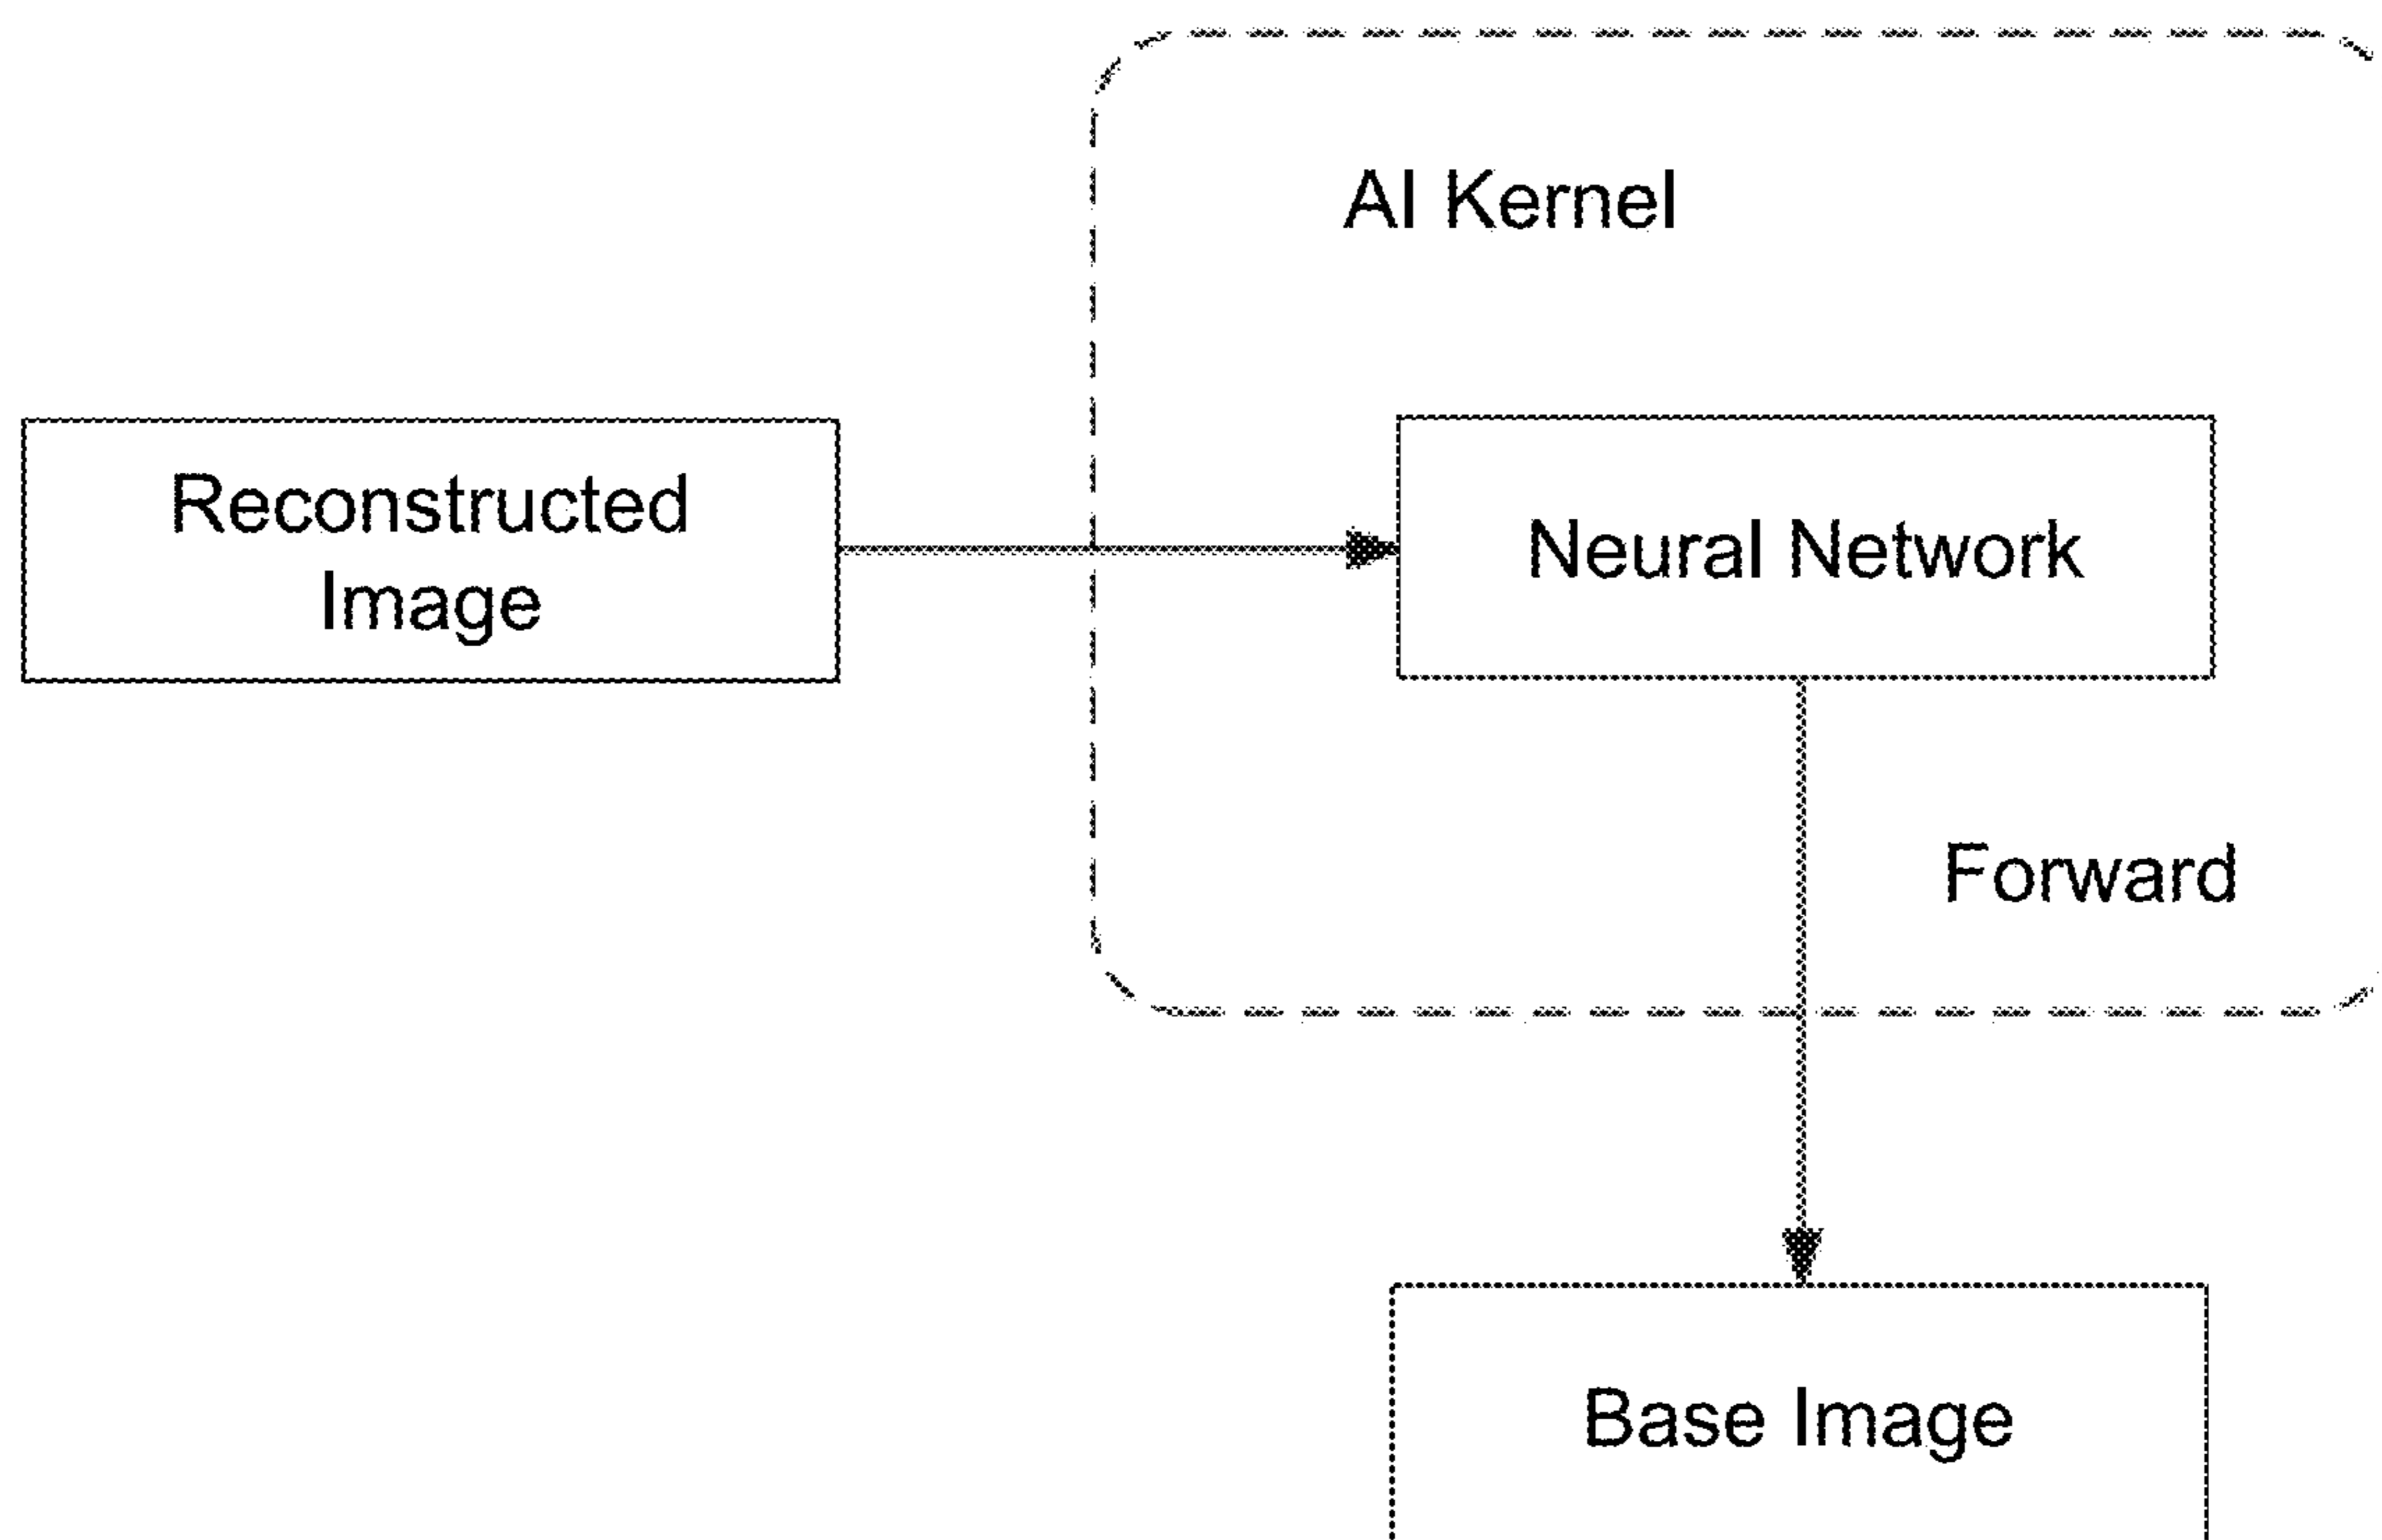 AI Kernel
Reconstructed
Image
Neural Network
Forward
Base Image